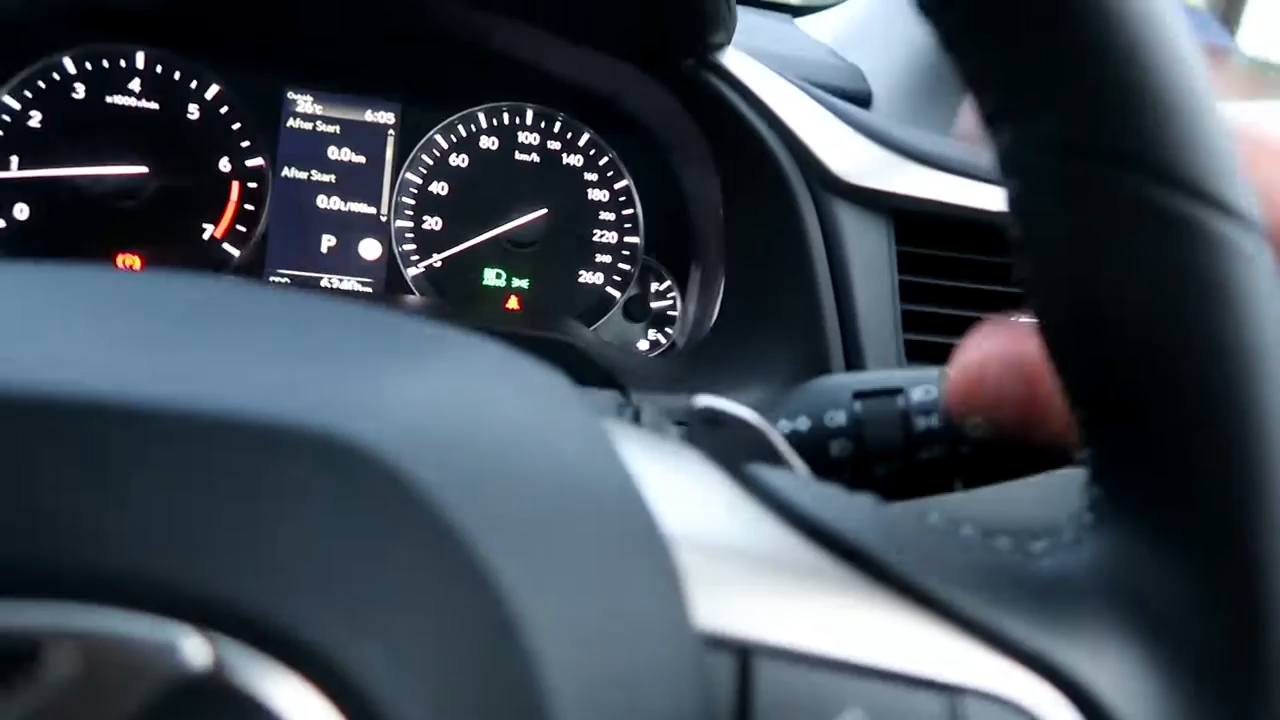 1
2
3
4
5
6
7
0
x1000r/min
Outside
26°C
6:05
After Start
0.0km
After Start
0.0L/100km
P
20
40
60
80
100
120
140
160
180
200
220
240
260
km/h
F
E